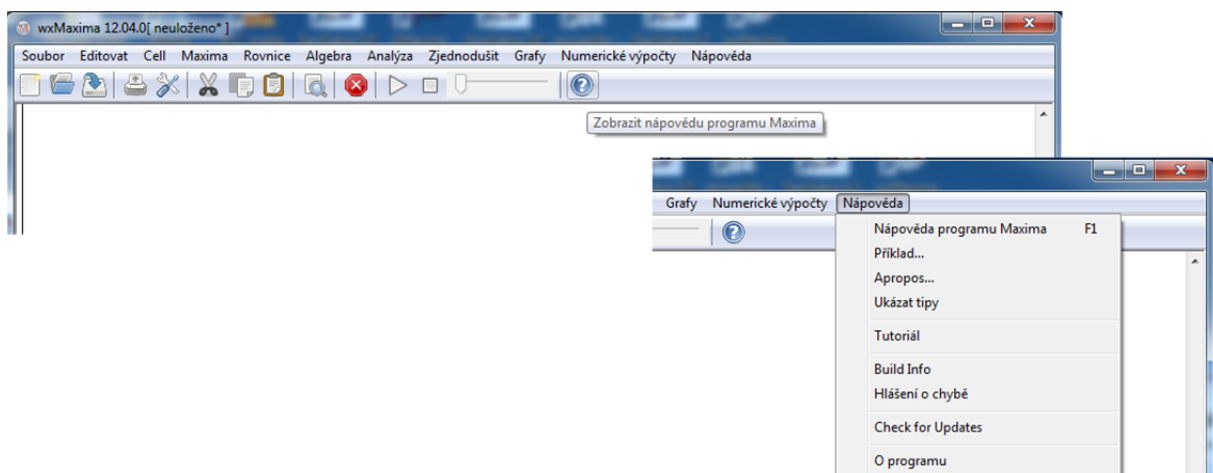 wxMaxima 12.04.0[ neuloženo* ]
Soubor Editovat Cell Maxima Rovnice Algebra Analýza Zjednodušit Grafy Numerické výpočty Nápověda
Zobrazit nápovědu programu Maxima
Grafy Numerické výpočty Nápověda
Nápověda programu Maxima F1
Příklad...
Apropos...
Ukázat tipy
Tutoriál
Build Info
Hlášení o chybě
Check for Updates
O programu